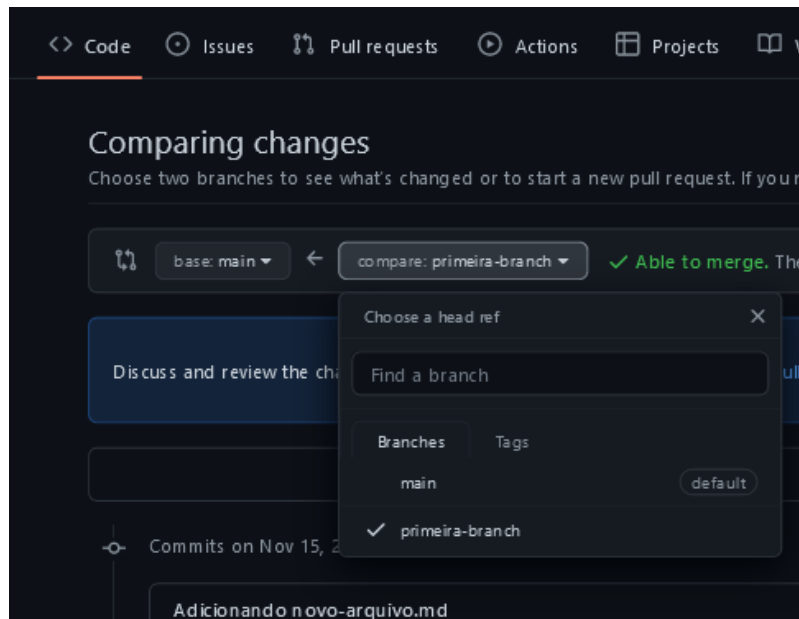 Code Issues Pull requests Actions Projects
Comparing changes
Choose two branches to see what's changed or to start a new pull request. If you
base: main compare: primeira-branch Able to merge. The
Choose a head ref
Discuss and review the
Find a branch
Branches Tags
main default
primeira-branch
Commits on Nov 15,
Adicionando novo-arquivo.md